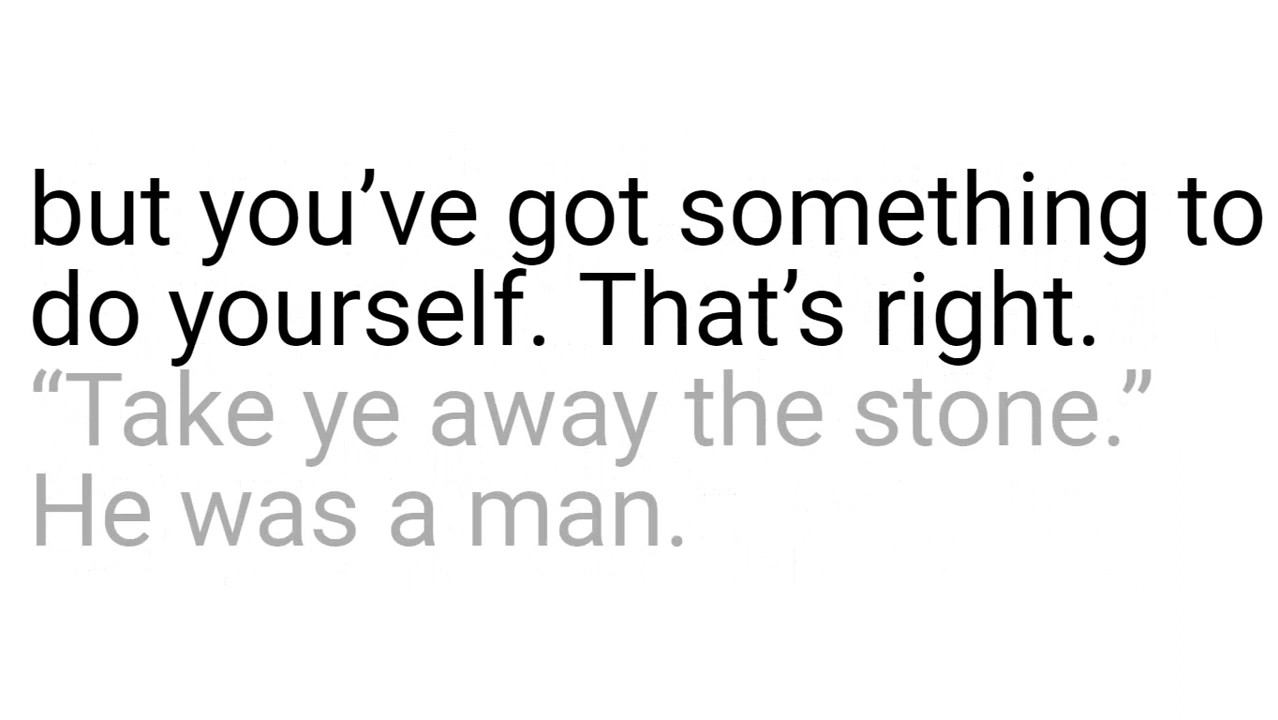 but you’ve got something to
do yourself. That’s right.
“Take ye away the stone.”
He was a man.